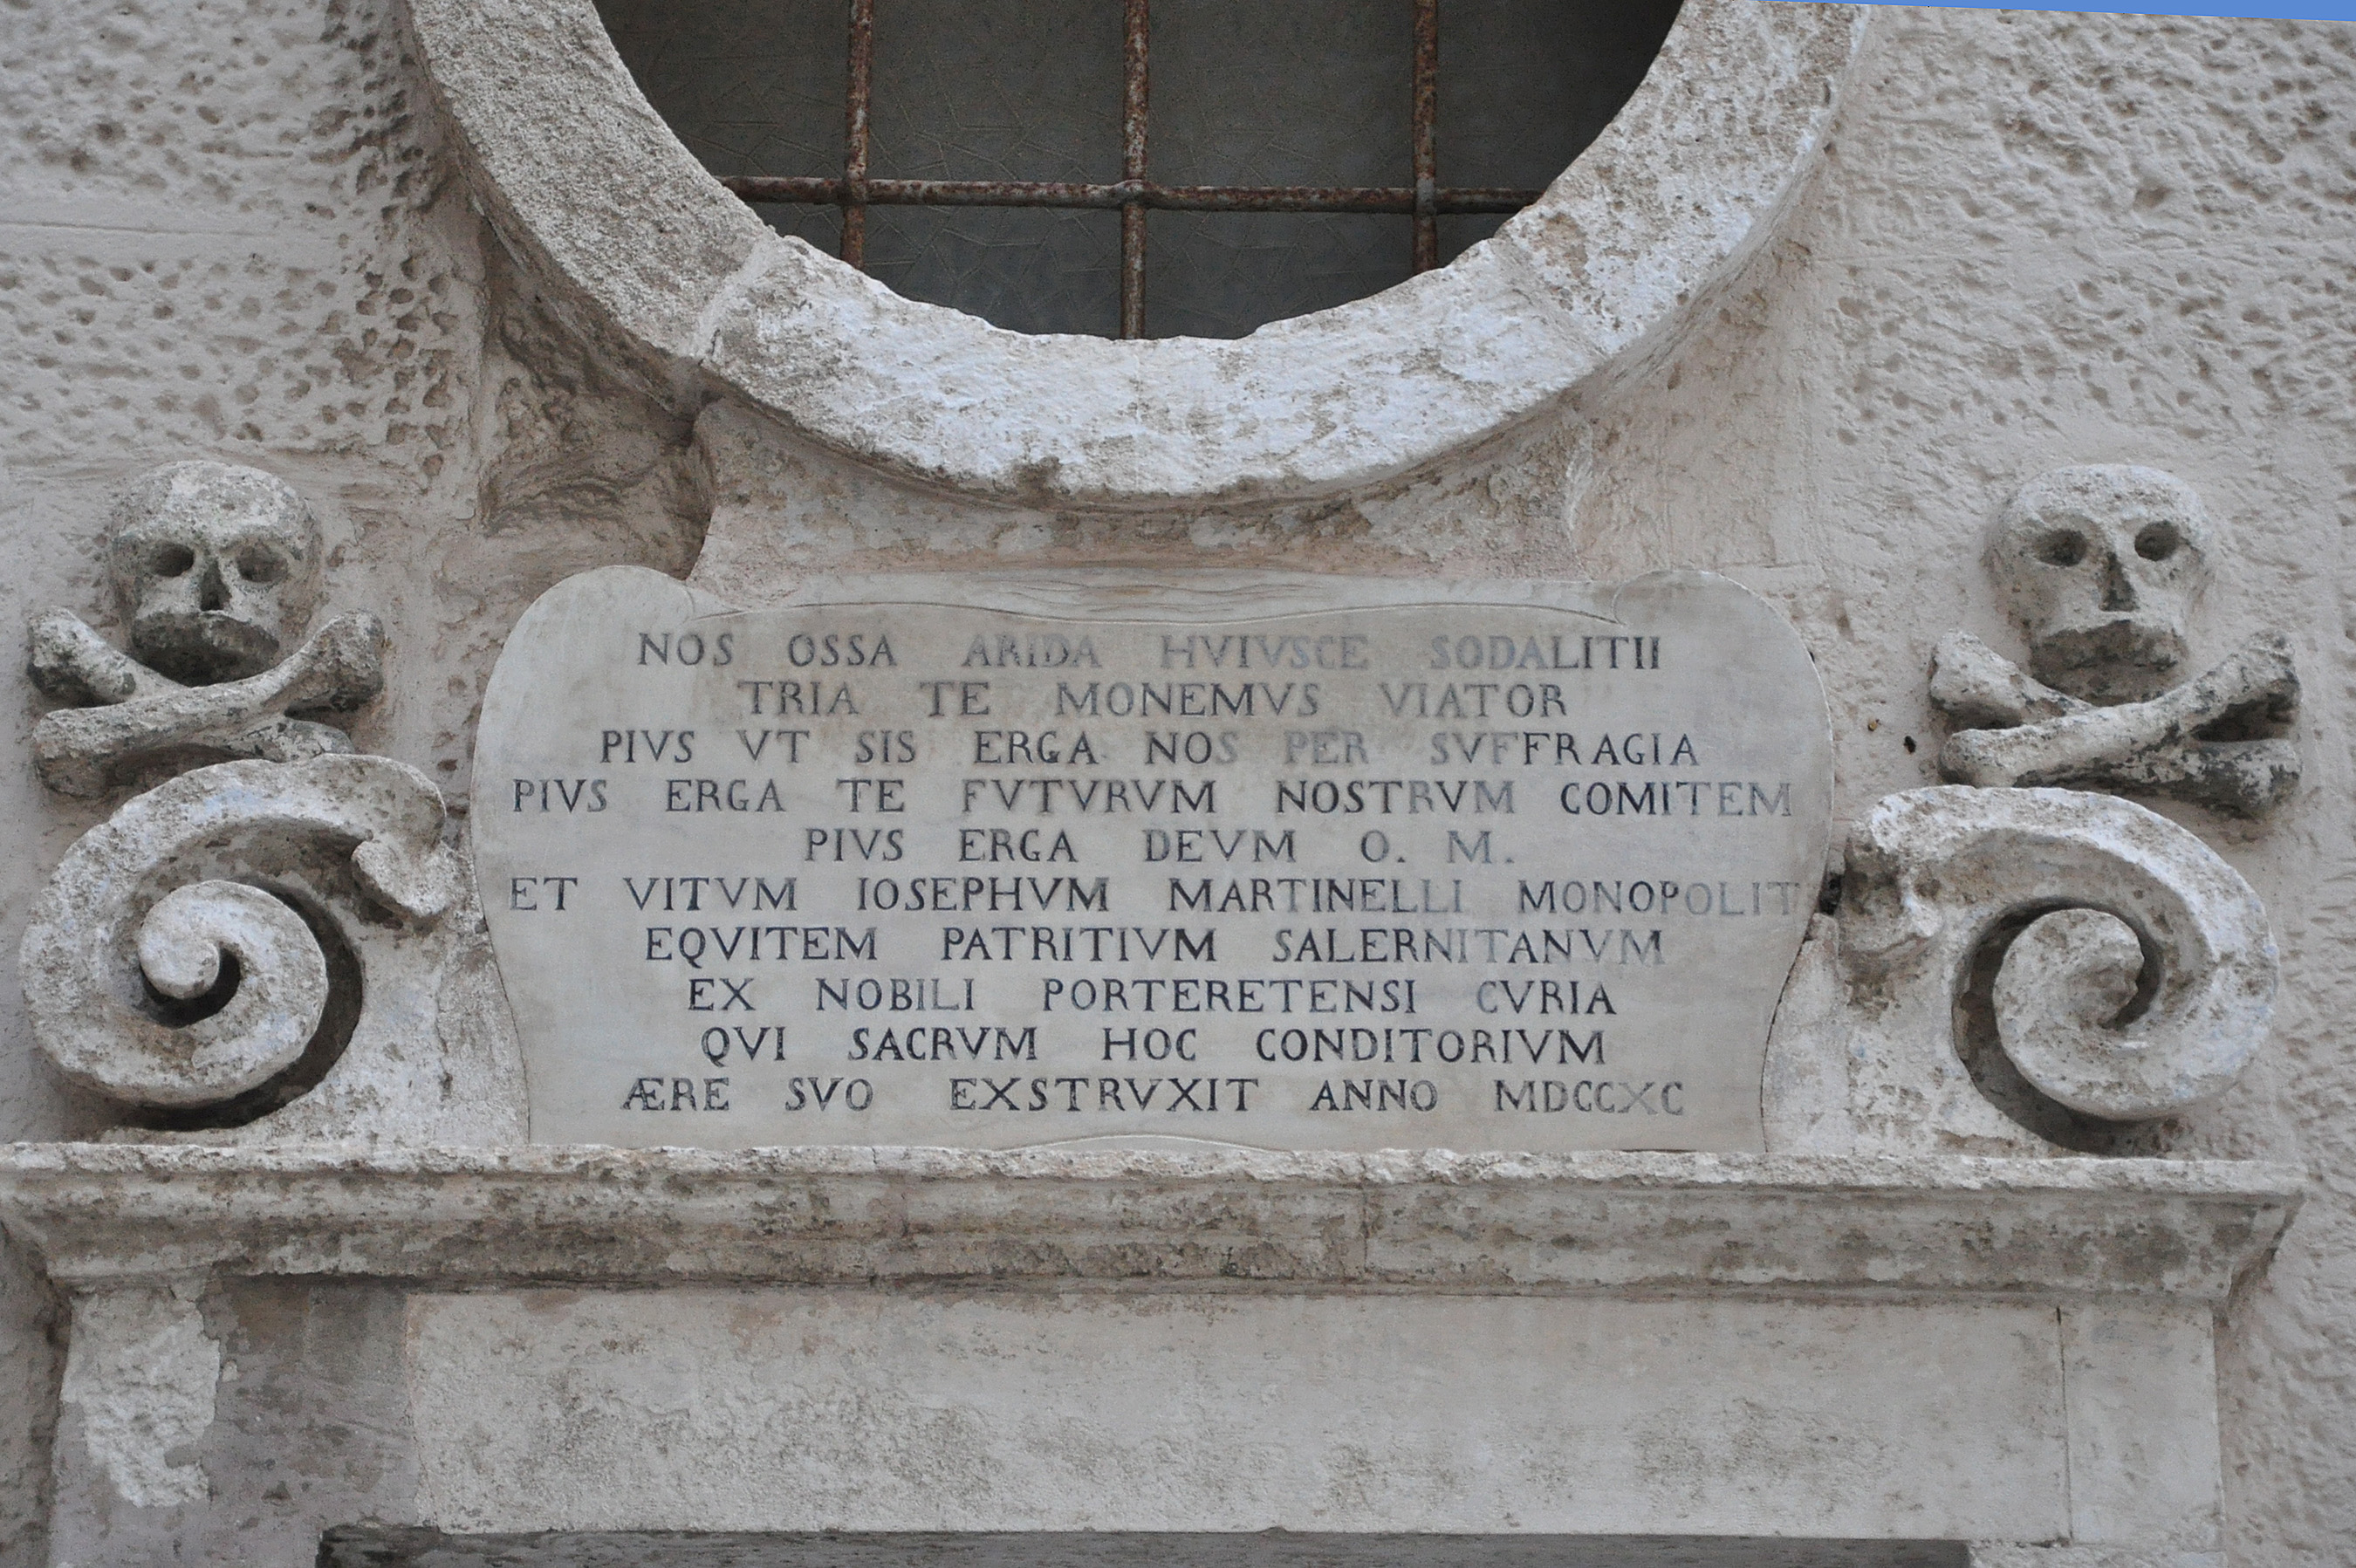 NOS OSSA ARIDA HVIVSCE SODALITII
TRIA TE MONEMVS VIATOR
PIVS VT SIS ERGA NOS PER SVFFRAGIA
PIVS ERGA TE FVTVRVM NOSTRVM COMITEM
PIVS ERGA DEVM O. M.
ET VITVM IOSEPHVM MARTINELLI MONOPOLIT
EQVITEM PATRITIVM SALERNITANVM
EX NOBILI PORTERETENSI CVRIA
QVI SACRVM HOC CONDITORIVM
ÆRE SVO EXSTRVXIT ANNO MDCCXC